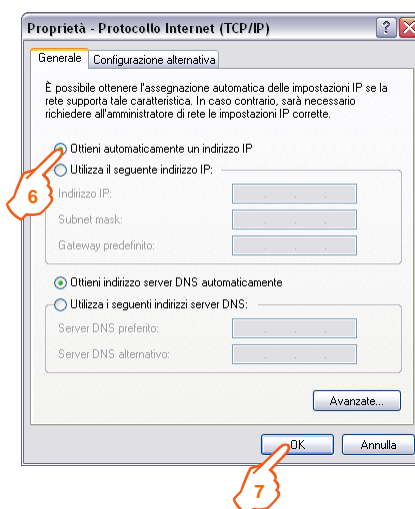 Proprietà - Protocollo Internet (TCP/IP)
Generale
Configurazione alternativa
È possibile ottenere l'assegnazione automatica delle impostazioni IP se la
rete supporta tale caratteristica. In caso contrario, sarà necessario
richiedere all'amministratore di rete le impostazioni IP corrette.
Ottieni automaticamente un indirizzo IP
Utilizza il seguente indirizzo IP:
6
Indirizzo IP:
Subnet mask:
Gateway predefinito:
Ottieni indirizzo server DNS automaticamente
Utilizza i seguenti indirizzi server DNS:
Server DNS preferito:
Server DNS alternativo:
Avanzate...
OK
Annulla
7